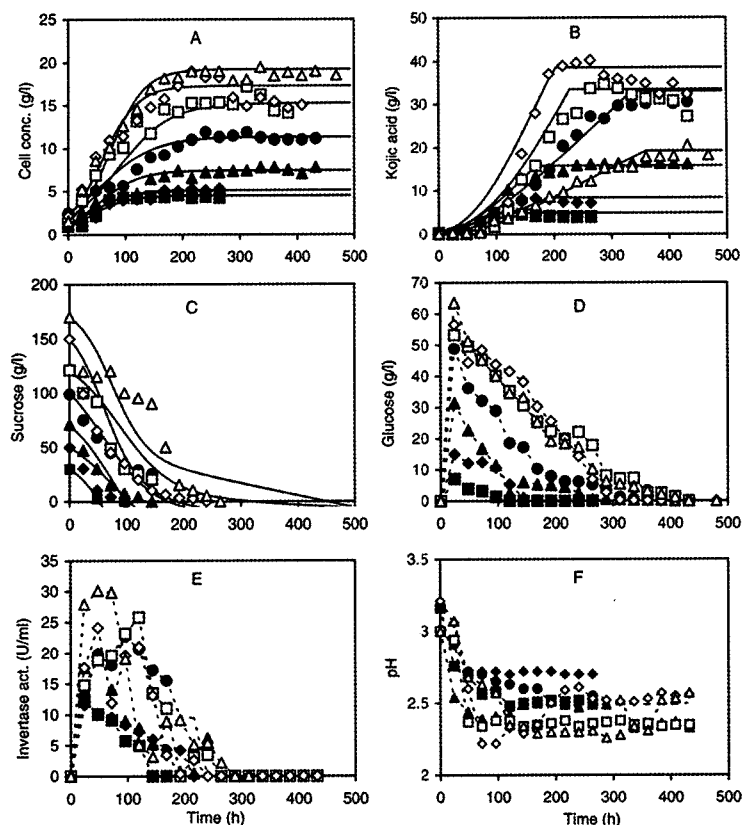 A
Cell conc. (g/l)
25
20
15
10
5
0
0 100 200 300 400 500
B
Kojic acid (g/l)
50
40
30
20
10
0
0 100 200 300 400 500
C
Sucrose (g/l)
200
150
100
50
0
0 100 200 300 400 500
D
Glucose (g/l)
70
60
50
40
30
20
10
0
0 100 200 300 400 500
E
Invertase act. (U/ml)
35
30
25
20
15
10
5
0
0 100 200 300 400 500
Time (h)
F
pH
3.5
3
2.5
2
0 100 200 300 400 500
Time (h)